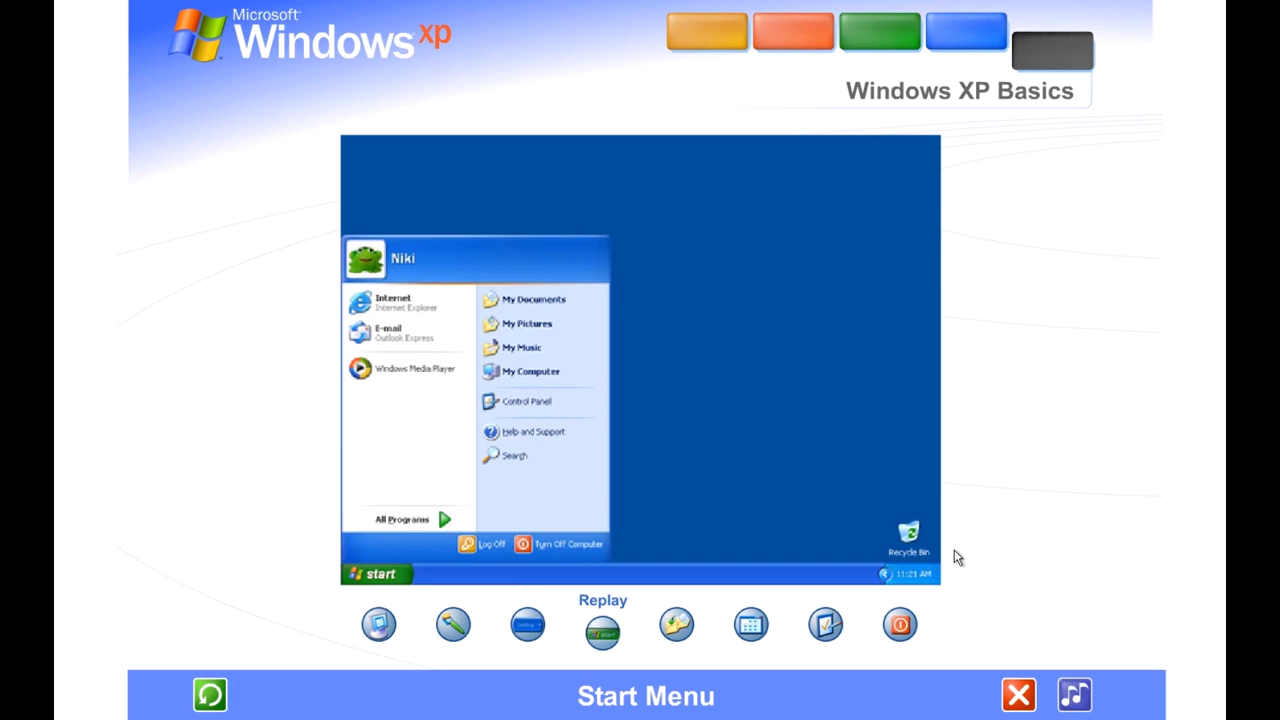 Microsoft®
Windows xp
Windows XP Basics
Niki
Internet
Internet Explorer
E-mail
Outlook Express
Windows Media Player
All Programs
My Documents
My Pictures
My Music
My Computer
Control Panel
Help and Support
Search
Log Off
Turn Off Computer
Recycle Bin
start
11:21 AM
Replay
Desktop
start
Start Menu